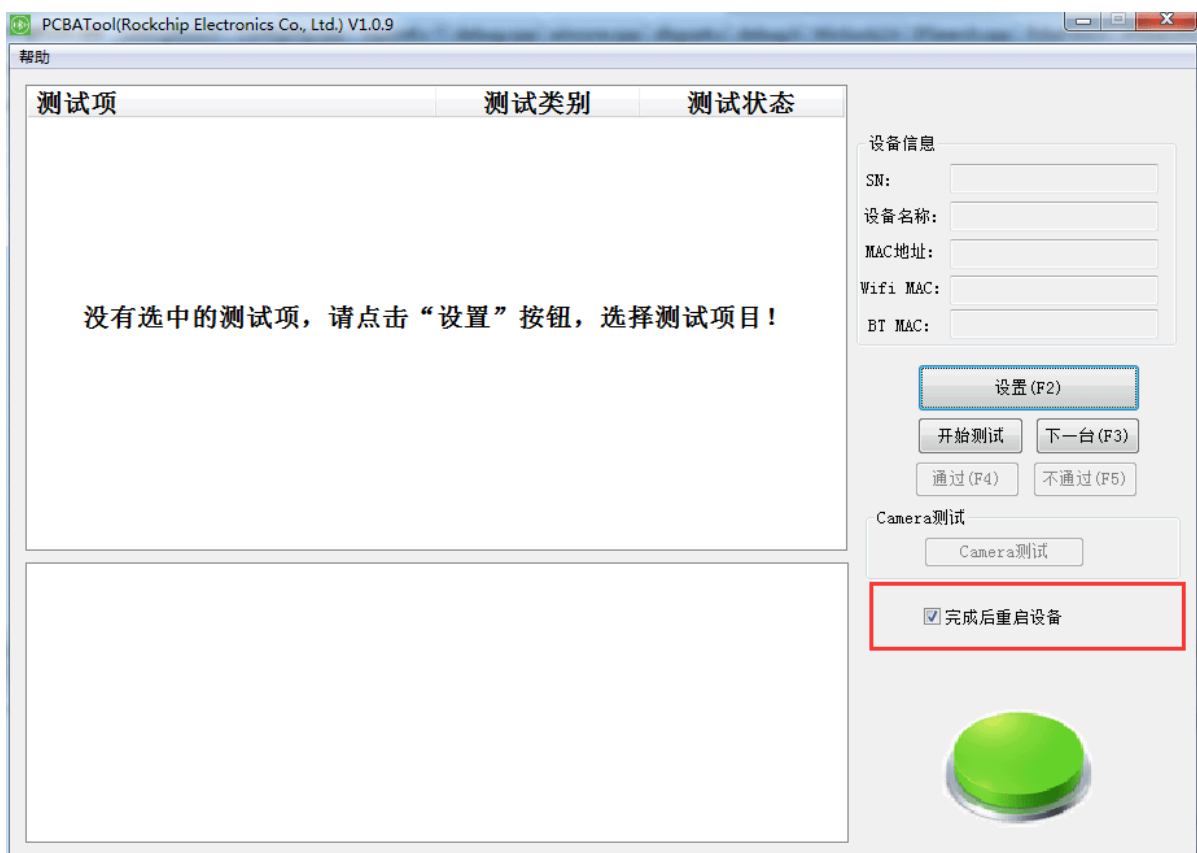 PCBATool(Rockchip Electronics Co., Ltd.) V1.0.9
帮助
测试项 测试类别 测试状态
没有选中的测试项，请点击“设置”按钮，选择测试项目！
设备信息
SN:
设备名称:
MAC地址:
Wifi MAC:
BT MAC:
设置(F2)
开始测试 下一台(F3)
通过(F4) 不通过(F5)
Camera测试
Camera测试
完成后重启设备